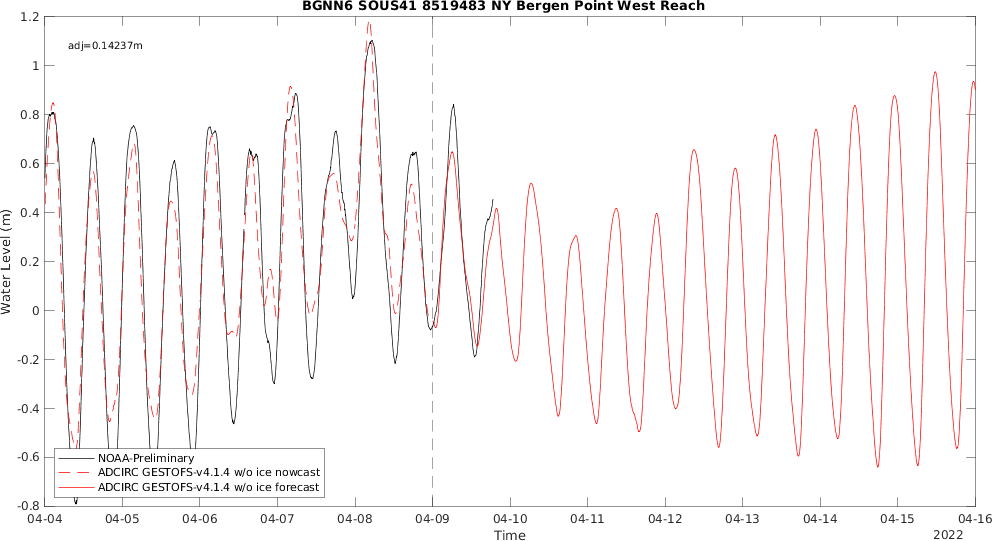 BGNN6 SOUS41 8519483 NY Bergen Point West Reach
1.2
adj=0.14237m
1
0.8
0.6
0.4
0.2
0
-0.2
-0.4
-0.6
-0.8
Water Level (m)
NOAA-Preliminary
ADCIRC GESTOFS-v4.1.4 w/o ice nowcast
ADCIRC GESTOFS-v4.1.4 w/o ice forecast
04-04 04-05 04-06 04-07 04-08 04-09 04-10 04-11 04-12 04-13 04-14 04-15 04-16
Time
2022